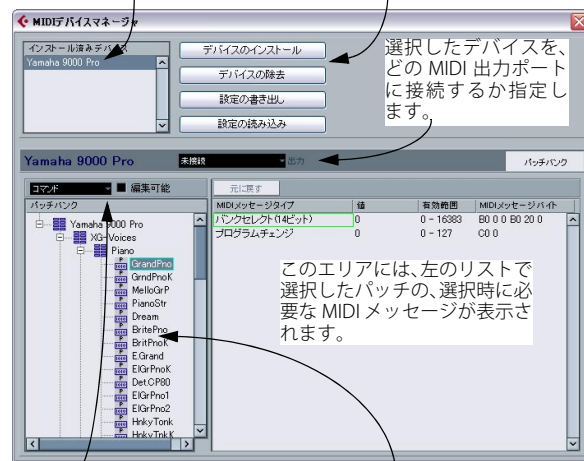 MIDIデバイスマネージャ
インストール済みデバイス
Yamaha 9000 Pro
デバイスのインストール
デバイスの除去
設定の書き出し
設定の読み込み
選択したデバイスを、
どの MIDI 出力ポート
に接続するか指定し
ます。
Yamaha 9000 Pro
未接続
出力
パッチバンク
コマンド
編集可能
元に戻す
パッチバンク
Yamaha 9000 Pro
XG-Voices
Piano
GrandPno
GrndPnoK
MelloGrP
PianoStr
Dream
BritePno
BritPnoK
E.Grand
ElGrPnoK
Det.CP80
ElGrPno1
ElGrPno2
HnkyTonk
HnkyTnkK
MIDIメッセージタイプ 値 有効範囲 MIDIメッセージバイト
バンクセレクト(14ビット) 0 0 - 16383 B0 0 0 B0 20 0
プログラムチェンジ 0 0 - 127 C0 0
このエリアには、左のリストで
選択したパッチの、選択時に必
要な MIDI メッセージが表示さ
れます。